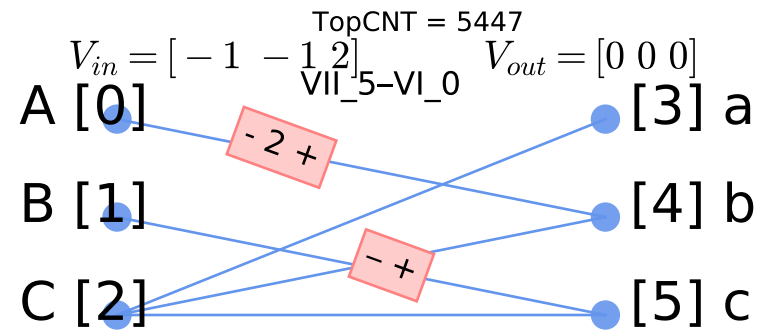 TopCNT = 5447
V_in = [ − 1 − 1 2] V_out = [0 0 0]
VII_5–VI_0
A [0] [3] a
- 2 +
B [1] [4] b
− +
C [2] [5] c